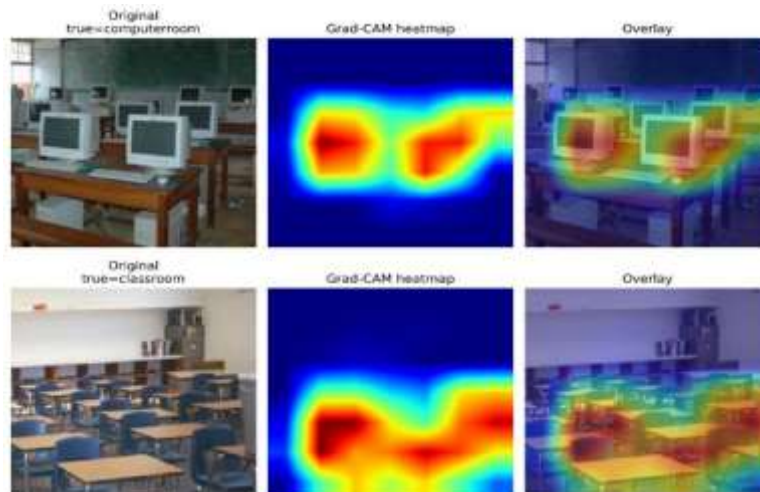 Original
true=computerroom
Grad-CAM heatmap
Overlay
Original
true=classroom
Grad-CAM heatmap
Overlay